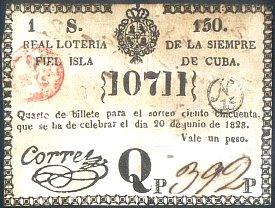 1 S. 150.
REAL LOTERIA DE LA SIEMPRE
FIEL ISLA DE CUBA.
10711
Quarto de billete para el sorteo ciento cincuenta,
que se ha de celebrar el dia 20 de junio de 1828.
Vale un peso.
Correa
Q P 392 P